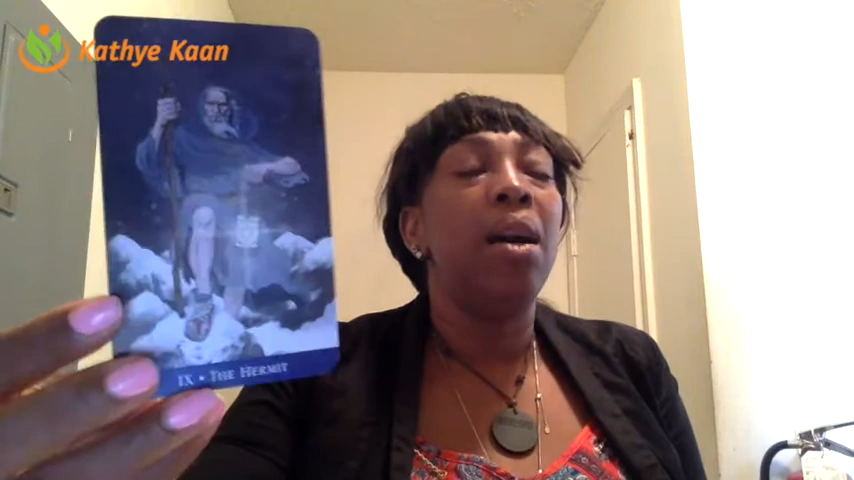 Kathye Kaan
IX • THE HERMIT